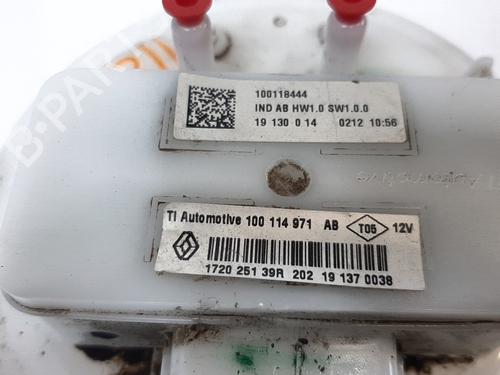 100118444
IND AB HW1.0 SW1.0.0
19 130 0 14 0212 10:56
TI Automotive 100 114 971 AB T05 12V
1720 251 39R 202 19 137 0038